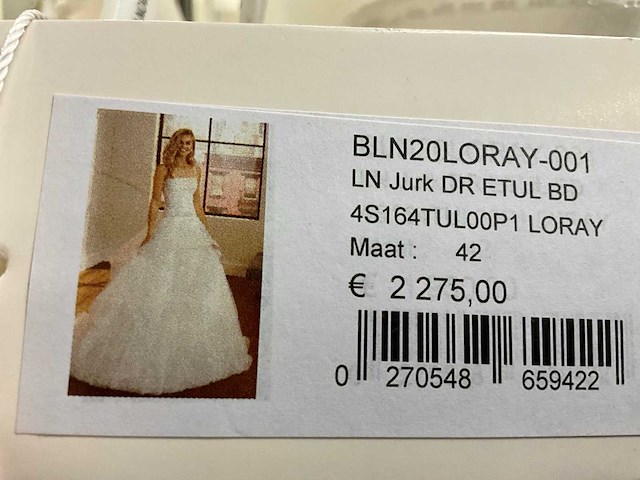 BLN20LORAY-001
LN Jurk DR ETUL BD
4S164TUL00P1 LORAY
Maat : 42
€ 2 275,00
0 270548 659422